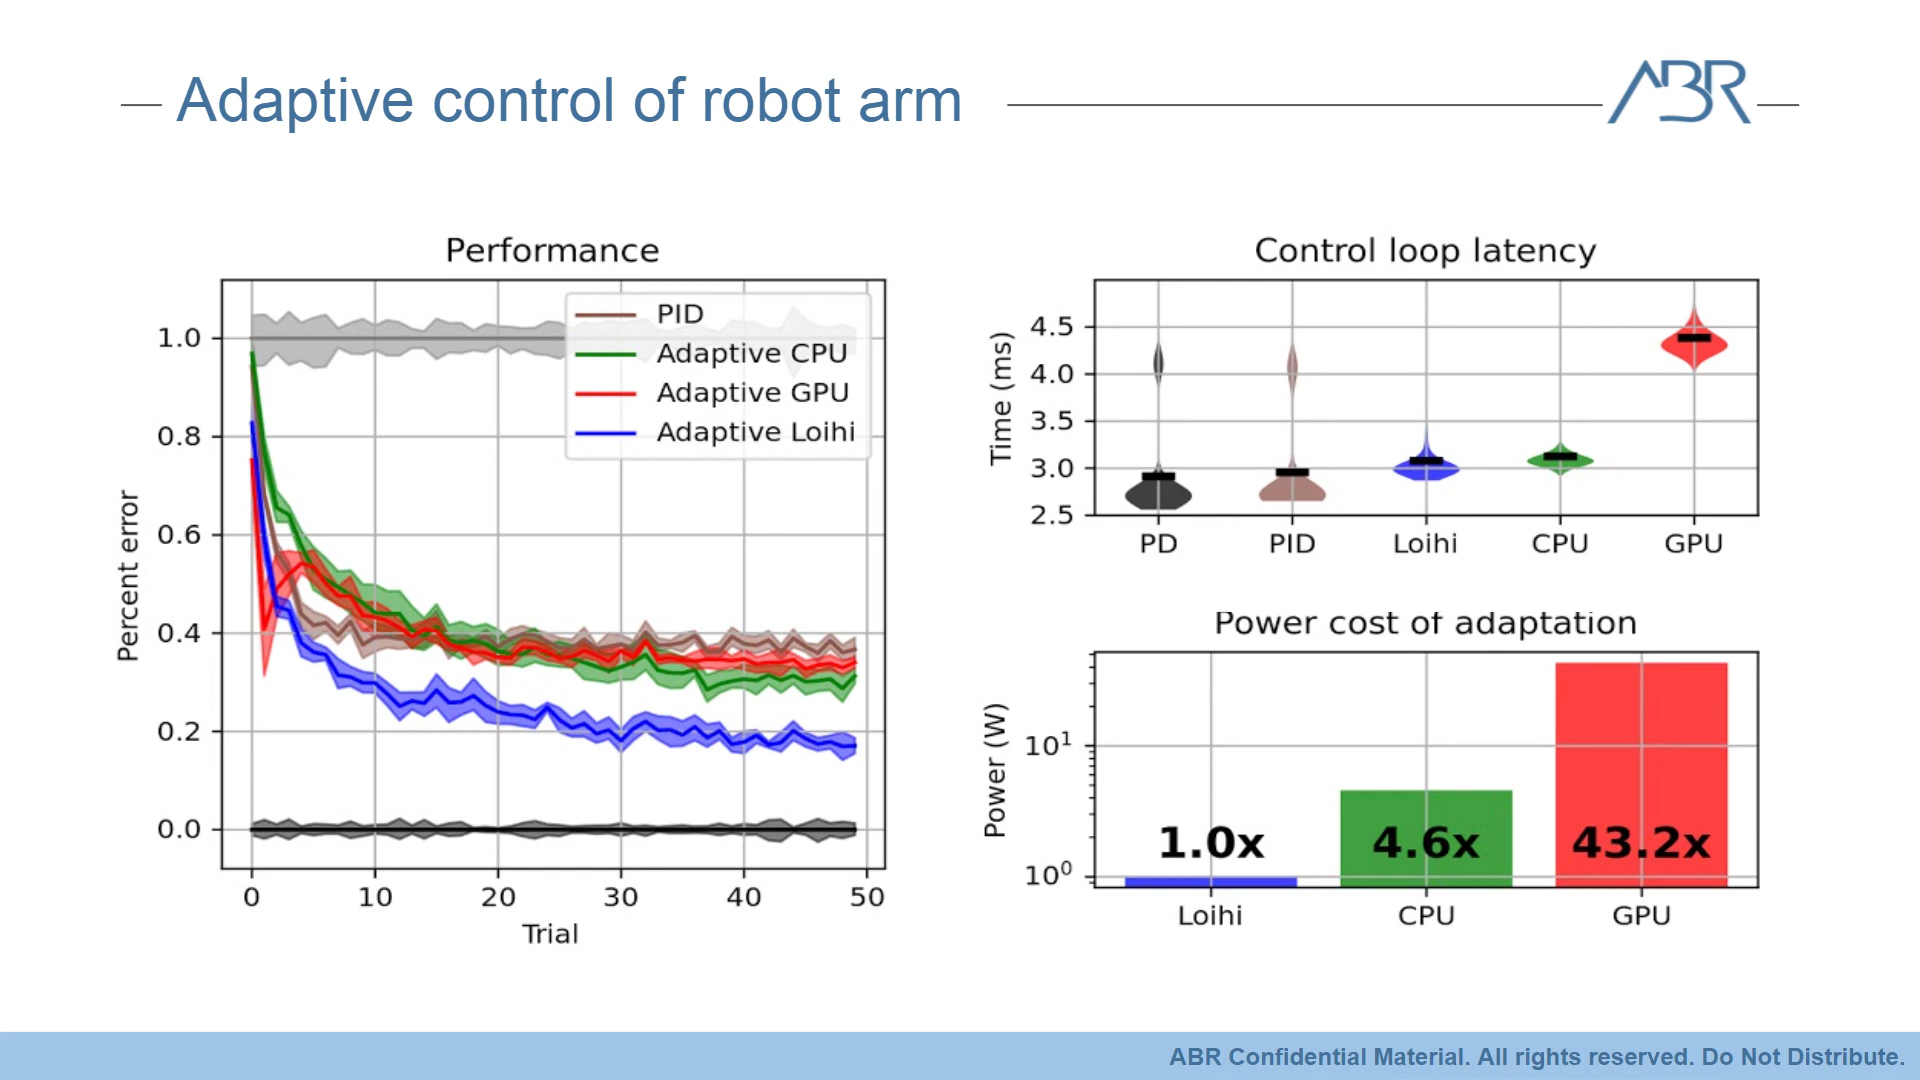 Adaptive control of robot arm
ABR
Performance
PID
Adaptive CPU
Adaptive GPU
Adaptive Loihi
Percent error
1.0
0.8
0.6
0.4
0.2
0.0
0 10 20 30 40 50
Trial
Control loop latency
Time (ms)
4.5
4.0
3.5
3.0
2.5
PD PID Loihi CPU GPU
Power cost of adaptation
Power (W)
10¹
10⁰
1.0x 4.6x 43.2x
Loihi CPU GPU
ABR Confidential Material. All rights reserved. Do Not Distribute.